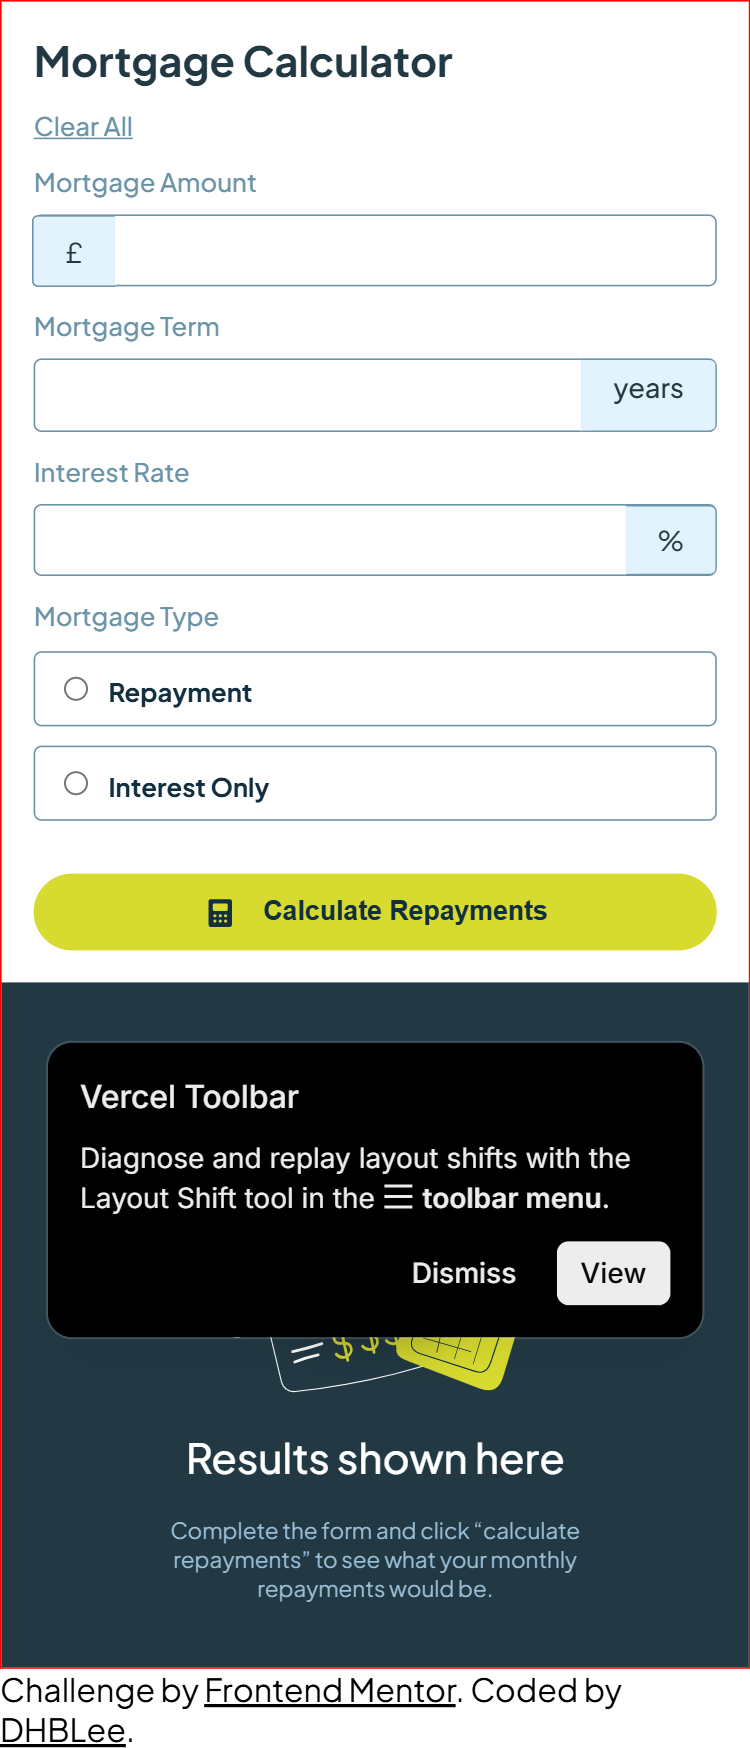 Mortgage Calculator
Clear All
Mortgage Amount
£
Mortgage Term
years
Interest Rate
%
Mortgage Type
Repayment
Interest Only
Calculate Repayments
Vercel Toolbar
Diagnose and replay layout shifts with the
Layout Shift tool in the ☰ toolbar menu.
Dismiss
View
$ $ $
Results shown here
Complete the form and click “calculate
repayments” to see what your monthly
repayments would be.
Challenge by Frontend Mentor. Coded by
DHBLee.